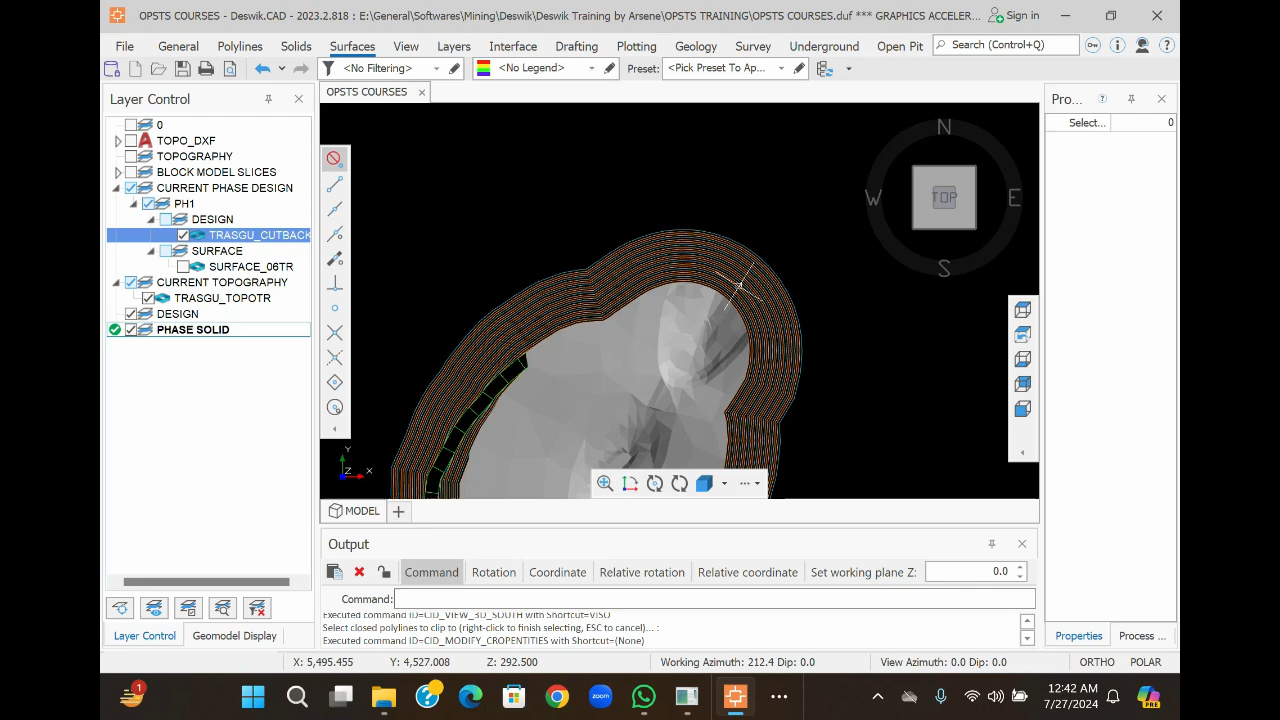 OPSTS COURSES - Deswik.CAD - 2023.2.818 : E:\General\Softwares\Mining\Deswik\Deswik Training by Arsene\OPSTS TRAINING\OPSTS COURSES.duf *** GRAPHICS ACCELER... Sign in
File General Polylines Solids Surfaces View Layers Interface Drafting Plotting Geology Survey Underground Open Pit Search (Control+Q)
<No Filtering> <No Legend> Preset: <Pick Preset To Ap...
Layer Control
OPSTS COURSES
Pro...
Select... 0
0
TOPO_DXF
TOPOGRAPHY
BLOCK MODEL SLICES
CURRENT PHASE DESIGN
PH1
DESIGN
TRASGU_CUTBACK
SURFACE
SURFACE_06TR
CURRENT TOPOGRAPHY
TRASGU_TOPOTR
DESIGN
PHASE SOLID
N
W TOP E
S
Y
Z X
MODEL
Output
Command Rotation Coordinate Relative rotation Relative coordinate Set working plane Z: 0.0
Command:
Executed command ID=CID_VIEW_3D_SOUTH with Shortcut=VISO
Select closed polylines to clip to (right-click to finish selecting, ESC to cancel)... :
Executed command ID=CID_MODIFY_CROPENTITIES with Shortcut=(None)
Layer Control Geomodel Display
Properties Process ...
X: 5,495.455 Y: 4,527.008 Z: 292.500 Working Azimuth: 212.4 Dip: 0.0 View Azimuth: 0.0 Dip: 0.0 ORTHO POLAR
1
zoom
12:42 AM
7/27/2024
PRE